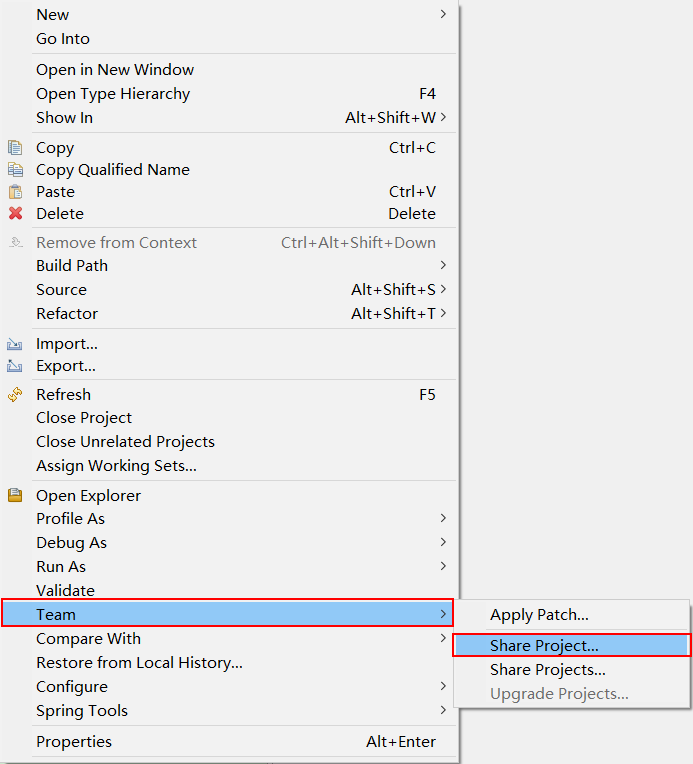 New
Go Into
Open in New Window
Open Type Hierarchy F4
Show In Alt+Shift+W
Copy Ctrl+C
Copy Qualified Name
Paste Ctrl+V
Delete Delete
Remove from Context Ctrl+Alt+Shift+Down
Build Path
Source Alt+Shift+S
Refactor Alt+Shift+T
Import...
Export...
Refresh F5
Close Project
Close Unrelated Projects
Assign Working Sets...
Open Explorer
Profile As
Debug As
Run As
Validate
Team
Compare With
Restore from Local History...
Configure
Spring Tools
Properties Alt+Enter
Apply Patch...
Share Project...
Share Projects...
Upgrade Projects...